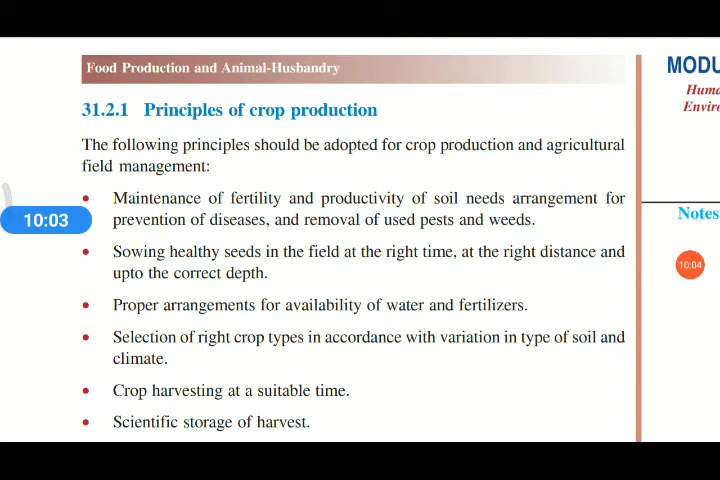 Food Production and Animal-Husbandry
MODU
Huma
Enviro
31.2.1 Principles of crop production
The following principles should be adopted for crop production and agricultural
field management:
• Maintenance of fertility and productivity of soil needs arrangement for
prevention of diseases, and removal of used pests and weeds.
10:03
Notes
• Sowing healthy seeds in the field at the right time, at the right distance and
upto the correct depth.
10:04
• Proper arrangements for availability of water and fertilizers.
• Selection of right crop types in accordance with variation in type of soil and
climate.
• Crop harvesting at a suitable time.
• Scientific storage of harvest.